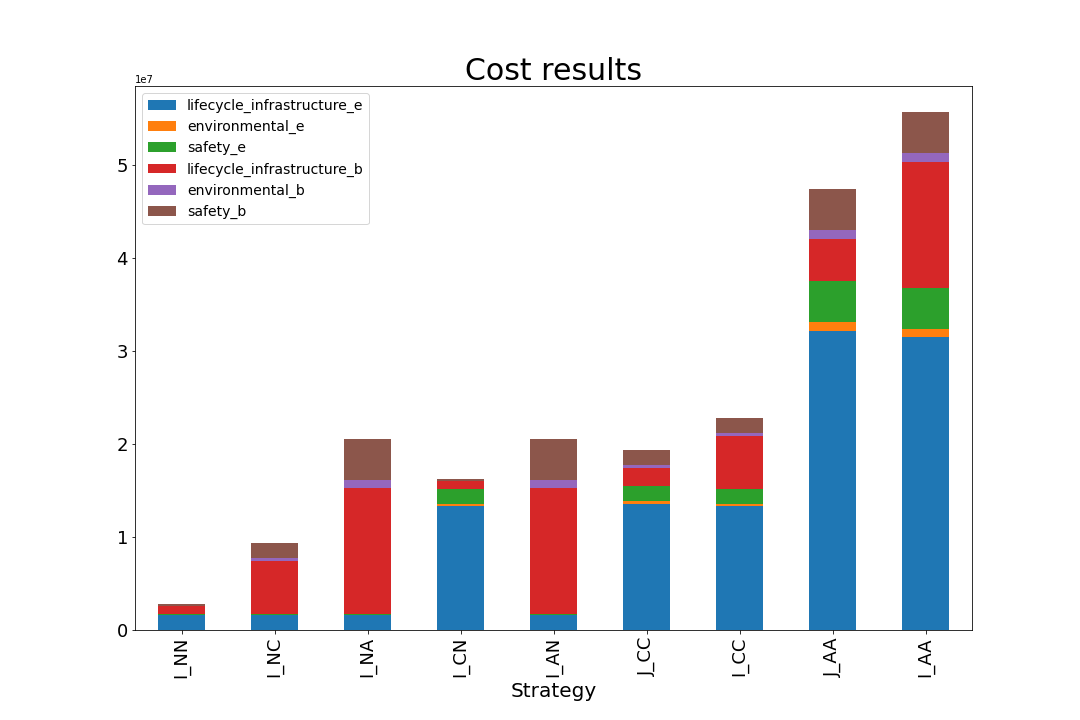 Cost results
1e7
lifecycle_infrastructure_e
environmental_e
safety_e
lifecycle_infrastructure_b
environmental_b
safety_b
5
4
3
2
1
0
I_NN
I_NC
I_NA
I_CN
I_AN
J_CC
I_CC
J_AA
I_AA
Strategy